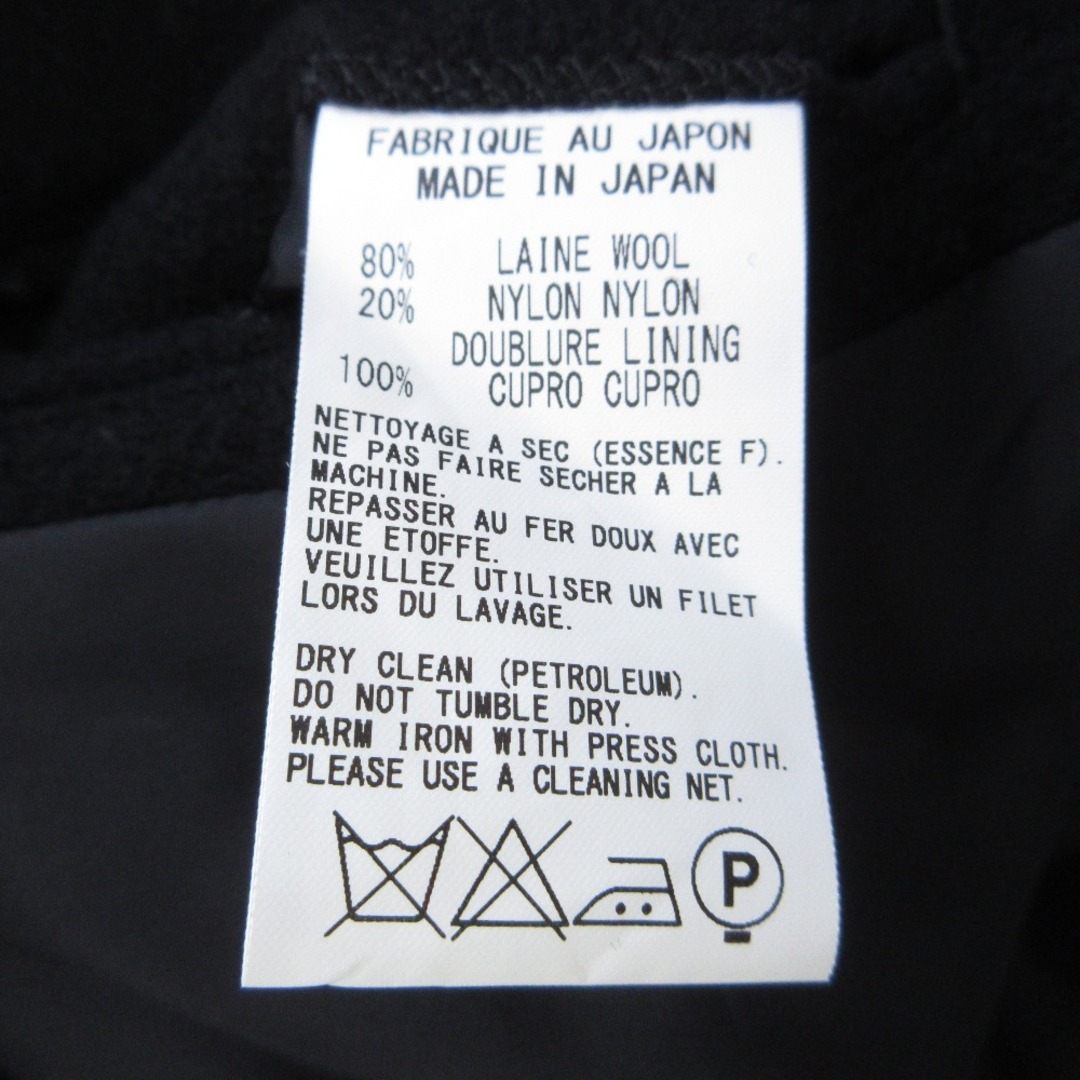 FABRIQUE AU JAPON
MADE IN JAPAN
80% LAINE WOOL
20% NYLON NYLON
DOUBLURE LINING
100% CUPRO CUPRO
NETTOYAGE A SEC (ESSENCE F).
NE PAS FAIRE SECHER A LA
MACHINE.
REPASSER AU FER DOUX AVEC
UNE ETOFFE.
VEUILLEZ UTILISER UN FILET
LORS DU LAVAGE.
DRY CLEAN (PETROLEUM).
DO NOT TUMBLE DRY.
WARM IRON WITH PRESS CLOTH.
PLEASE USE A CLEANING NET.
P